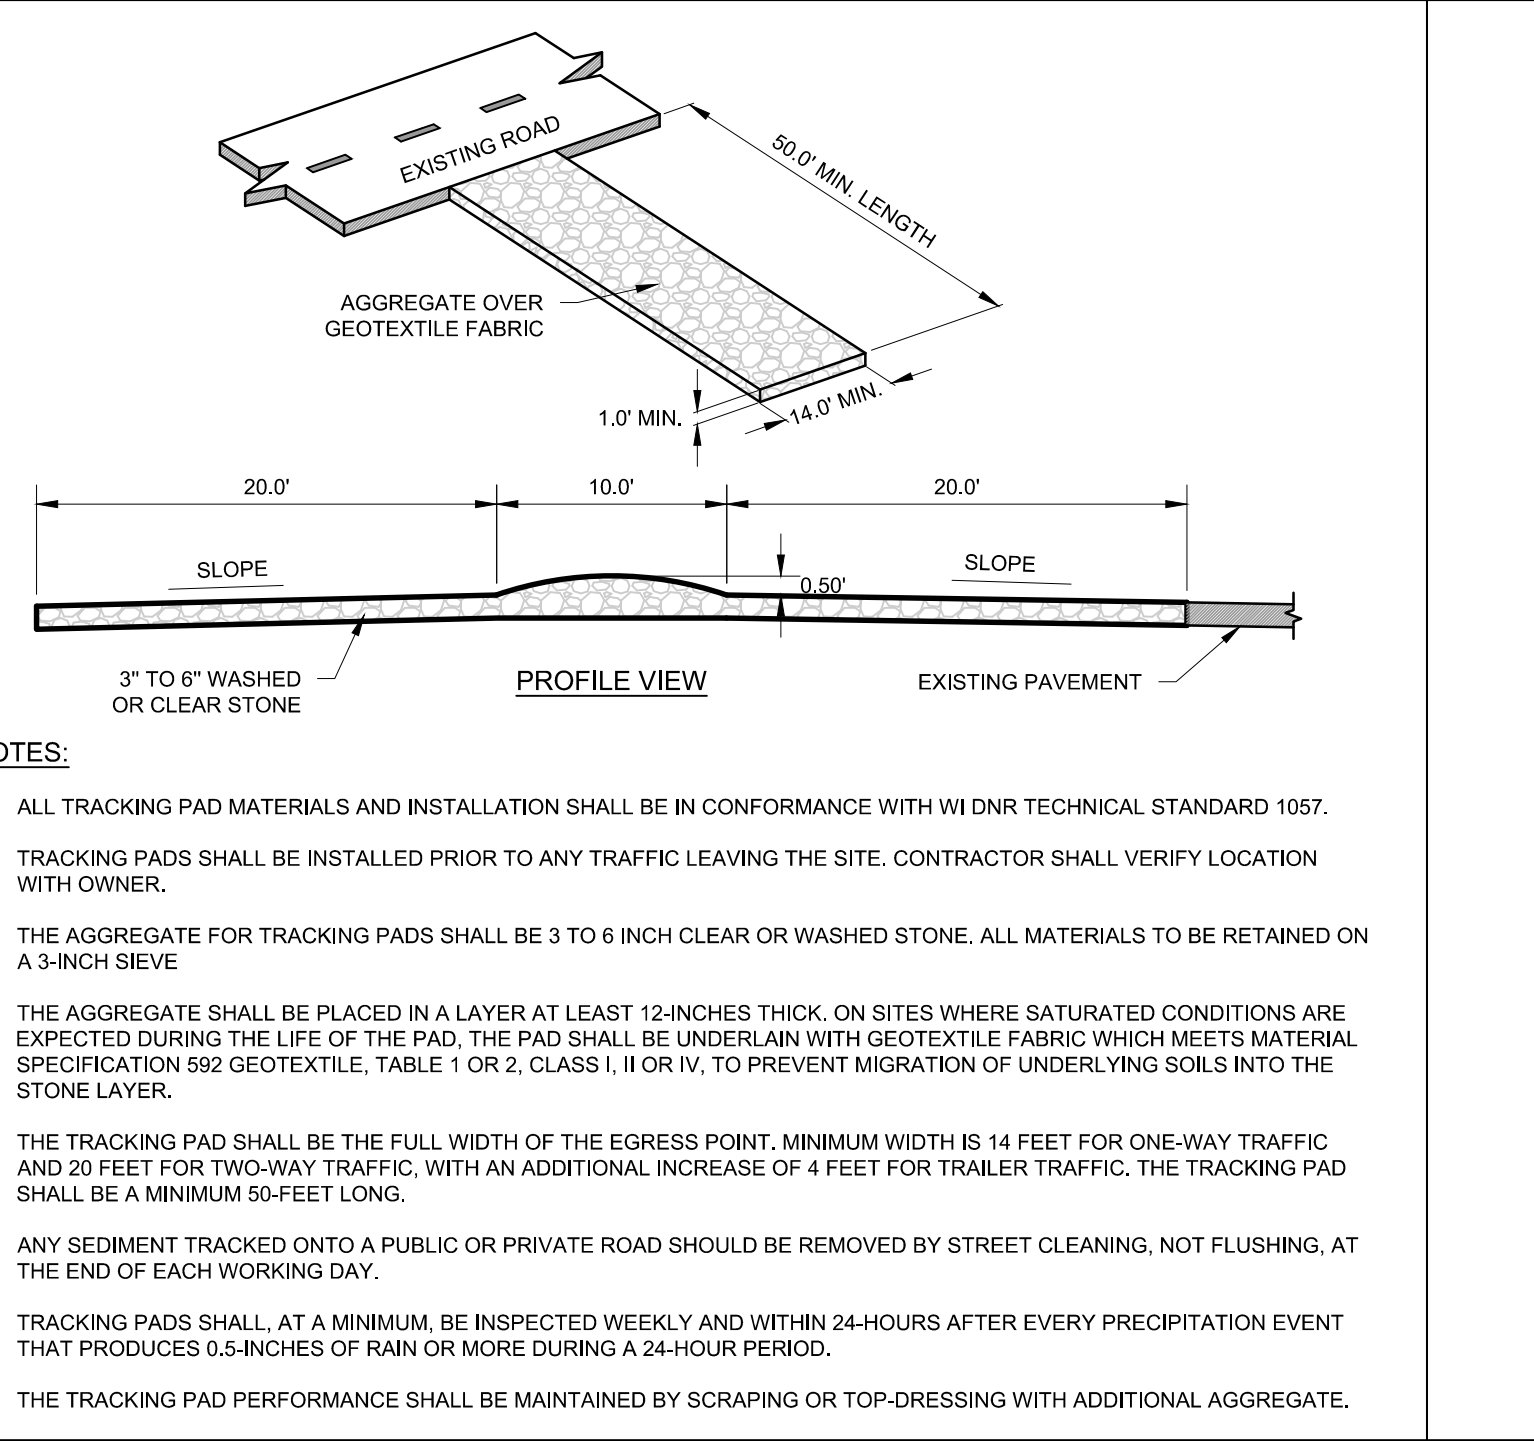 EXISTING ROAD
50.0' MIN. LENGTH
AGGREGATE OVER
GEOTEXTILE FABRIC
1.0' MIN.
14.0' MIN.
20.0'
10.0'
20.0'
SLOPE
0.50'
SLOPE
3" TO 6" WASHED
OR CLEAR STONE
PROFILE VIEW
EXISTING PAVEMENT
OTES:
ALL TRACKING PAD MATERIALS AND INSTALLATION SHALL BE IN CONFORMANCE WITH WI DNR TECHNICAL STANDARD 1057.
TRACKING PADS SHALL BE INSTALLED PRIOR TO ANY TRAFFIC LEAVING THE SITE. CONTRACTOR SHALL VERIFY LOCATION
WITH OWNER.
THE AGGREGATE FOR TRACKING PADS SHALL BE 3 TO 6 INCH CLEAR OR WASHED STONE. ALL MATERIALS TO BE RETAINED ON
A 3-INCH SIEVE
THE AGGREGATE SHALL BE PLACED IN A LAYER AT LEAST 12-INCHES THICK. ON SITES WHERE SATURATED CONDITIONS ARE
EXPECTED DURING THE LIFE OF THE PAD, THE PAD SHALL BE UNDERLAIN WITH GEOTEXTILE FABRIC WHICH MEETS MATERIAL
SPECIFICATION 592 GEOTEXTILE, TABLE 1 OR 2, CLASS I, II OR IV, TO PREVENT MIGRATION OF UNDERLYING SOILS INTO THE
STONE LAYER.
THE TRACKING PAD SHALL BE THE FULL WIDTH OF THE EGRESS POINT. MINIMUM WIDTH IS 14 FEET FOR ONE-WAY TRAFFIC
AND 20 FEET FOR TWO-WAY TRAFFIC, WITH AN ADDITIONAL INCREASE OF 4 FEET FOR TRAILER TRAFFIC. THE TRACKING PAD
SHALL BE A MINIMUM 50-FEET LONG.
ANY SEDIMENT TRACKED ONTO A PUBLIC OR PRIVATE ROAD SHOULD BE REMOVED BY STREET CLEANING, NOT FLUSHING, AT
THE END OF EACH WORKING DAY.
TRACKING PADS SHALL, AT A MINIMUM, BE INSPECTED WEEKLY AND WITHIN 24-HOURS AFTER EVERY PRECIPITATION EVENT
THAT PRODUCES 0.5-INCHES OF RAIN OR MORE DURING A 24-HOUR PERIOD.
THE TRACKING PAD PERFORMANCE SHALL BE MAINTAINED BY SCRAPING OR TOP-DRESSING WITH ADDITIONAL AGGREGATE.